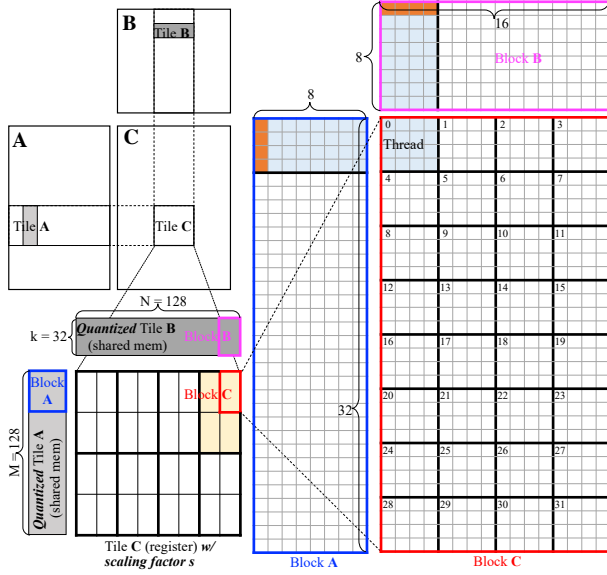 B
Tile B
16
8
Block B
8
A
C
Tile A
Tile C
0 1 2 3
Thread
4 5 6 7
8 9 10 11
12 13 14 15
16 17 18 19
20 21 22 23
24 25 26 27
28 29 30 31
32
N = 128
k = 32
Quantized Tile B
(shared mem)
Block B
Block
A
Block C
M = 128
Quantized Tile A
(shared mem)
Tile C (register) w/
scaling factor s
Block A
Block C